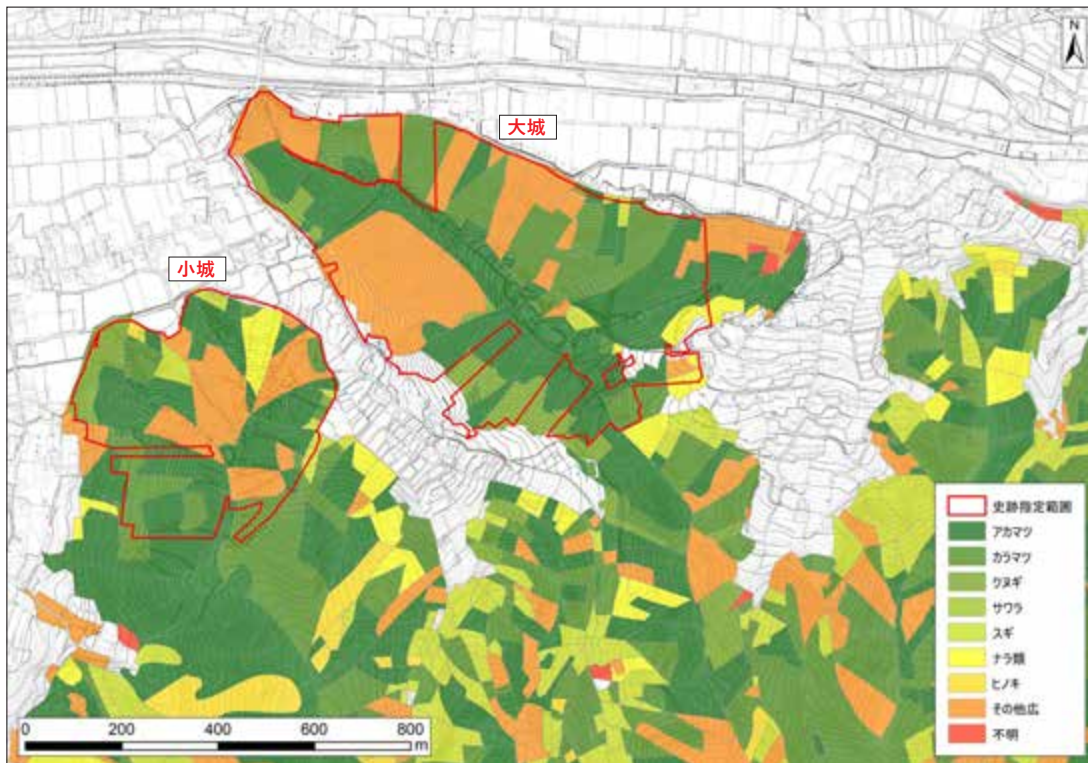 N
大城
小城
史跡指定範囲
アカマツ
カラマツ
クヌギ
サワラ
スギ
ナラ類
ヒノキ
その他広
不明
0 200 400 600 800
m